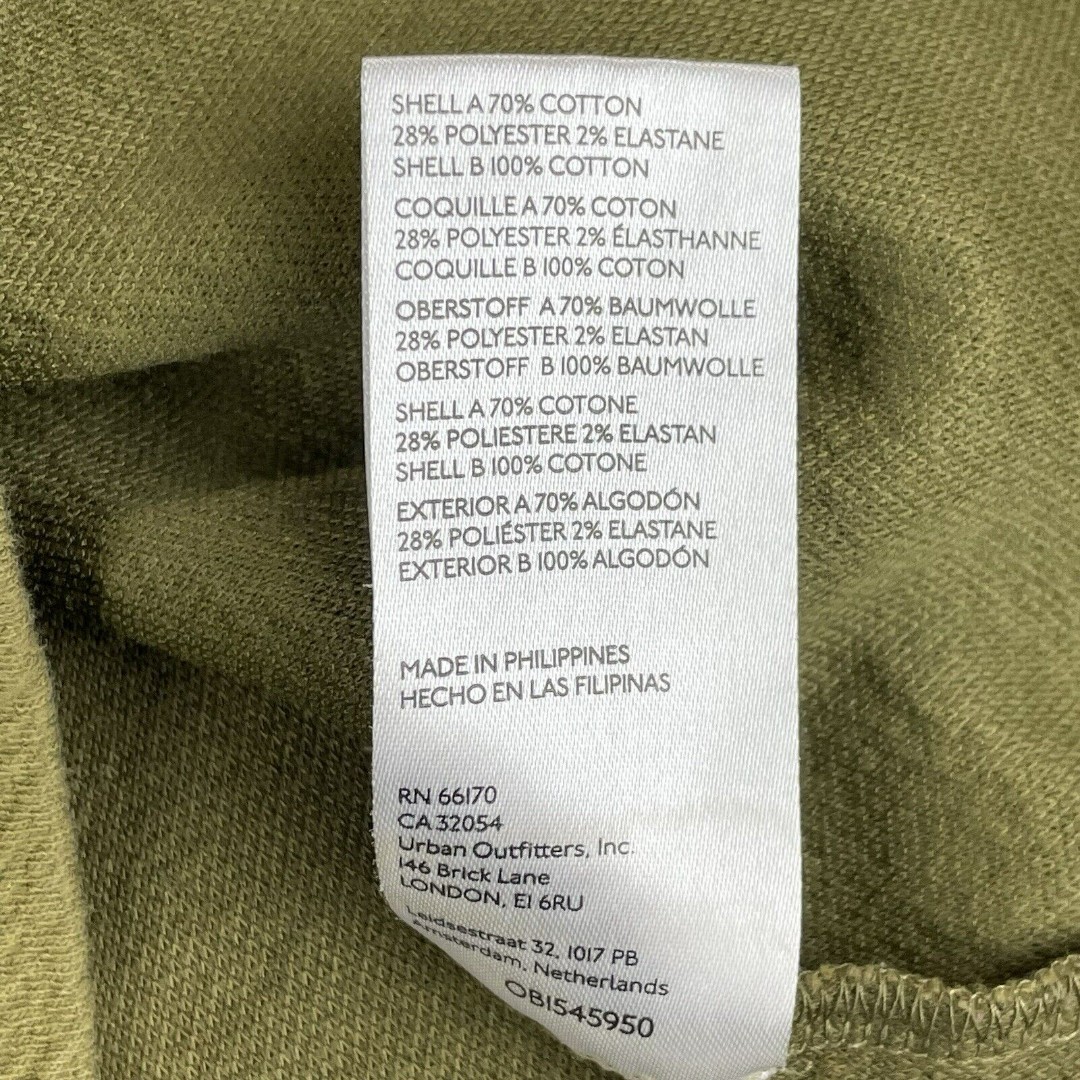 SHELL A 70% COTTON
28% POLYESTER 2% ELASTANE
SHELL B 100% COTTON
COQUILLE A 70% COTON
28% POLYESTER 2% ÉLASTHANNE
COQUILLE B 100% COTON
OBERSTOFF A 70% BAUMWOLLE
28% POLYESTER 2% ELASTAN
OBERSTOFF B 100% BAUMWOLLE
SHELL A 70% COTONE
28% POLIESTERE 2% ELASTAN
SHELL B 100% COTONE
EXTERIOR A 70% ALGODÓN
28% POLIÉSTER 2% ELASTANE
EXTERIOR B 100% ALGODÓN
MADE IN PHILIPPINES
HECHO EN LAS FILIPINAS
RN 66170
CA 32054
Urban Outfitters, Inc.
146 Brick Lane
LONDON, E1 6RU
Leidsestraat 32, 1017 PB
Amsterdam, Netherlands
OB1545950